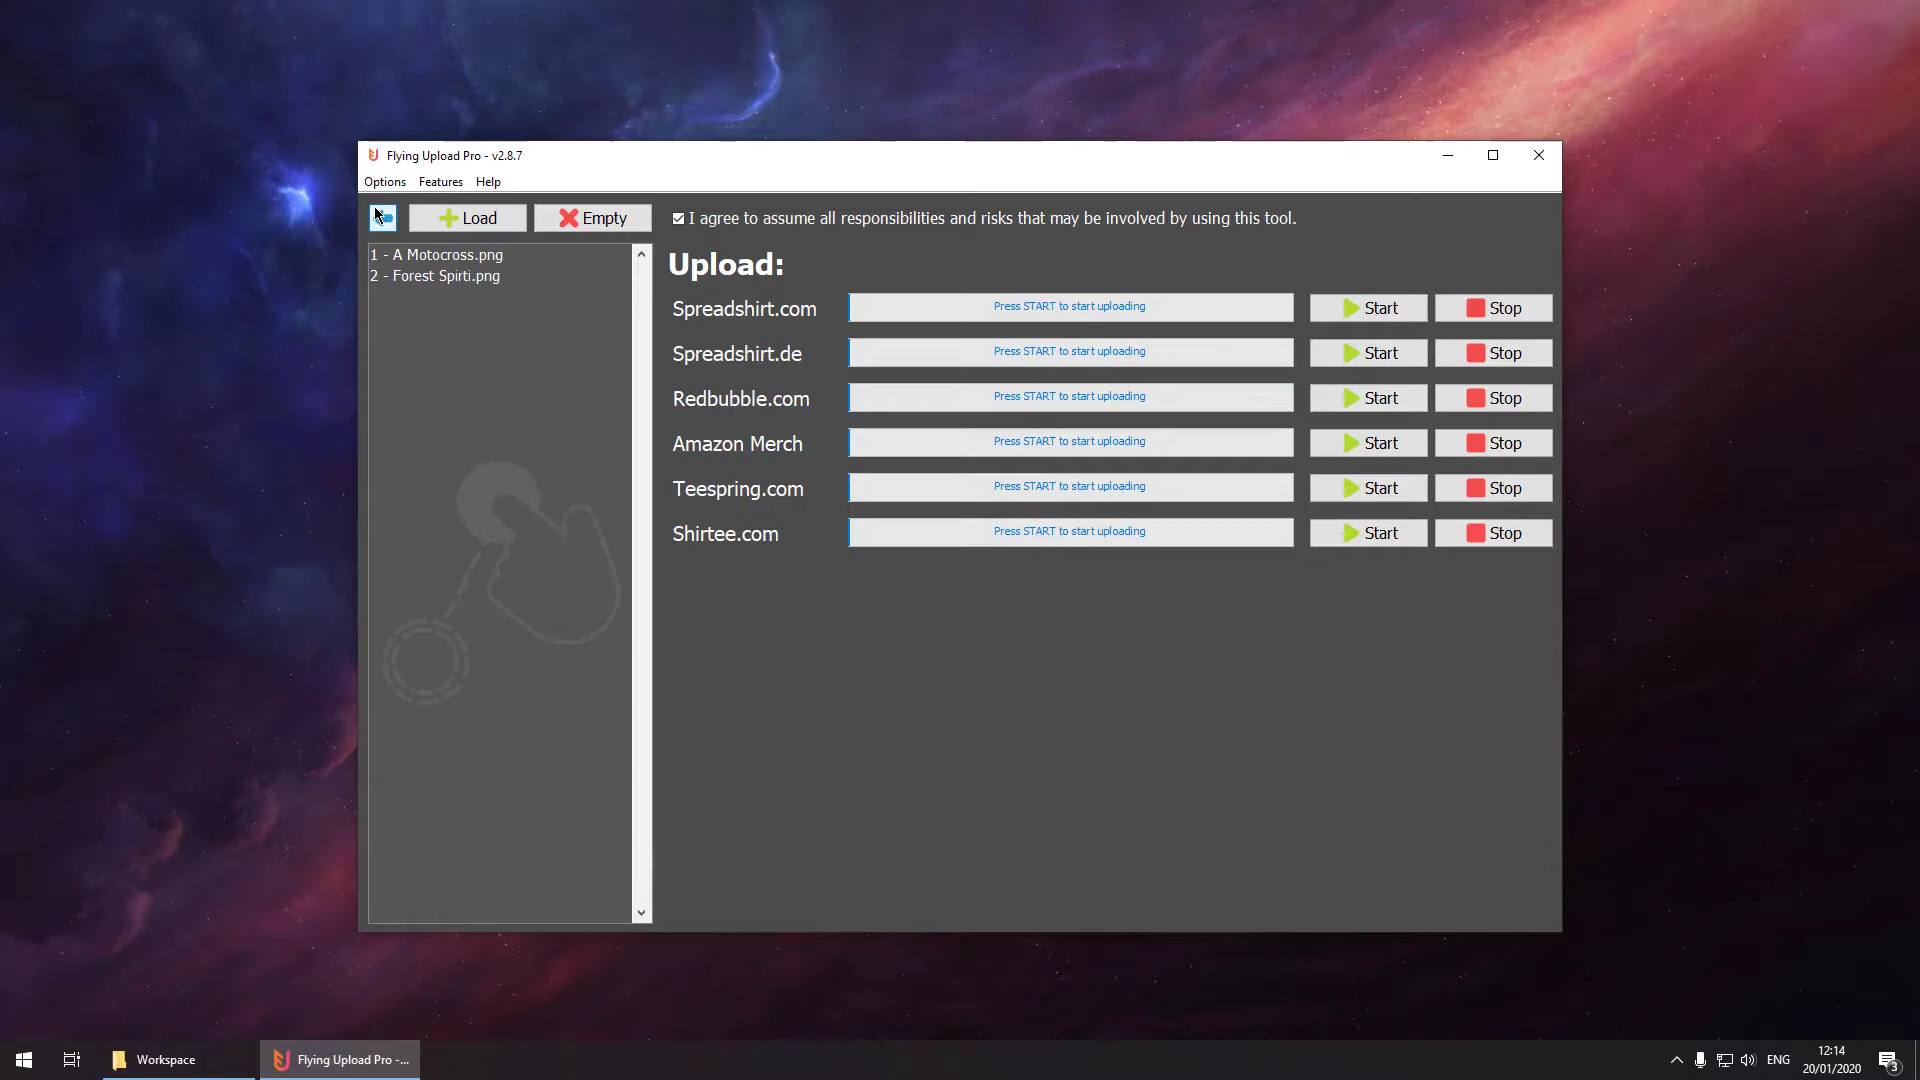 Flying Upload Pro - v2.8.7
Options Features Help
Load Empty
I agree to assume all responsibilities and risks that may be involved by using this tool.
1 - A Motocross.png
2 - Forest Spirti.png
Upload:
Spreadshirt.com Press START to start uploading Start Stop
Spreadshirt.de Press START to start uploading Start Stop
Redbubble.com Press START to start uploading Start Stop
Amazon Merch Press START to start uploading Start Stop
Teespring.com Press START to start uploading Start Stop
Shirtee.com Press START to start uploading Start Stop
Workspace Flying Upload Pro -... ENG 12:14
20/01/2020 3